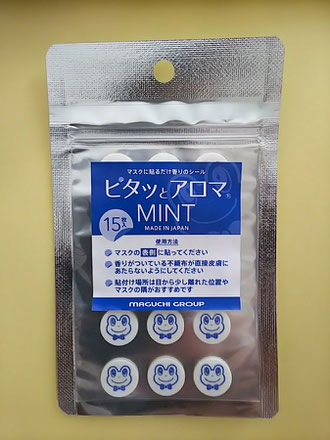 マスクに貼るだけ香りのシール
ピタッとアロマ®
MINT
15枚入
MADE IN JAPAN
使用方法
マスクの表側に貼ってください
香りがついている不織布が直接皮膚に
あたらないようにしてください
貼付け場所は目から少し離れた位置や
マスクの隅がおすすめです
MAGUCHI GROUP